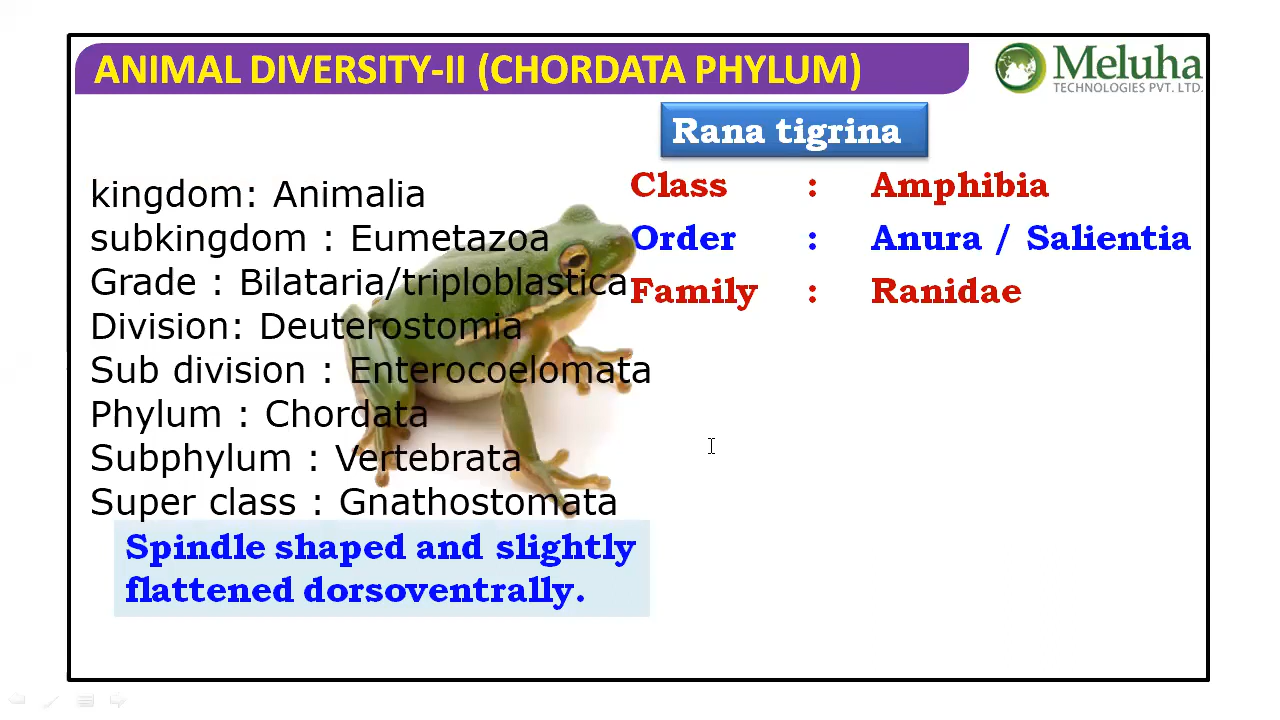 ANIMAL DIVERSITY-II (CHORDATA PHYLUM)
Meluha
TECHNOLOGIES PVT. LTD.
Rana tigrina
kingdom: Animalia
subkingdom : Eumetazoa
Grade : Bilataria/triploblastica
Division: Deuterostomia
Sub division : Enterocoelomata
Phylum : Chordata
Subphylum : Vertebrata
Super class : Gnathostomata
Class : Amphibia
Order : Anura / Salientia
Family : Ranidae
Spindle shaped and slightly
flattened dorsoventrally.